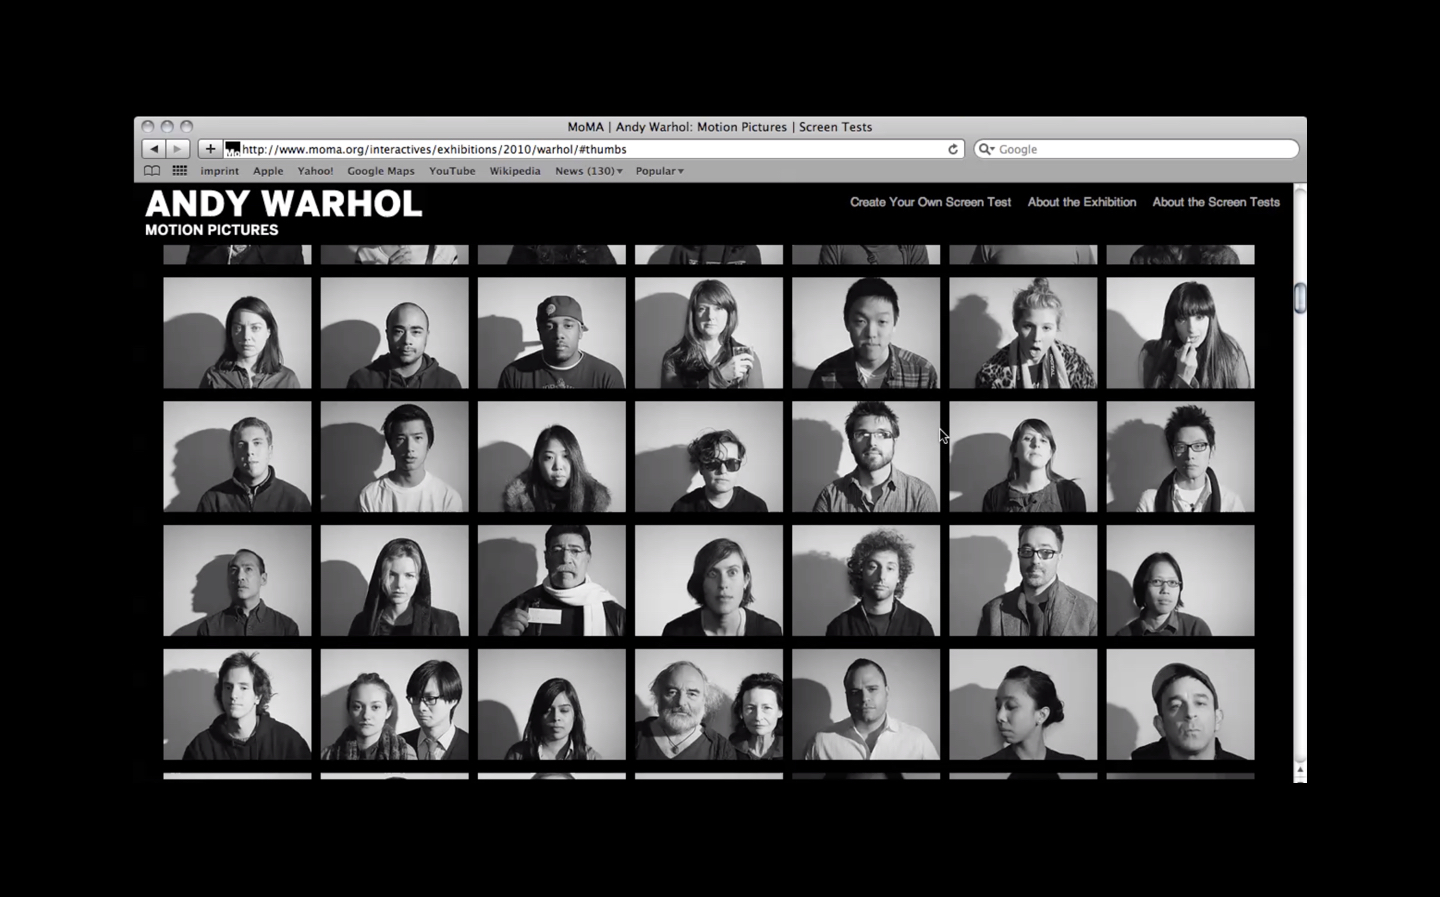 MoMA | Andy Warhol: Motion Pictures | Screen Tests
http://www.moma.org/interactives/exhibitions/2010/warhol/#thumbs
Google
imprint Apple Yahoo! Google Maps YouTube Wikipedia News (130) Popular
ANDY WARHOL
Create Your Own Screen Test About the Exhibition About the Screen Tests
MOTION PICTURES